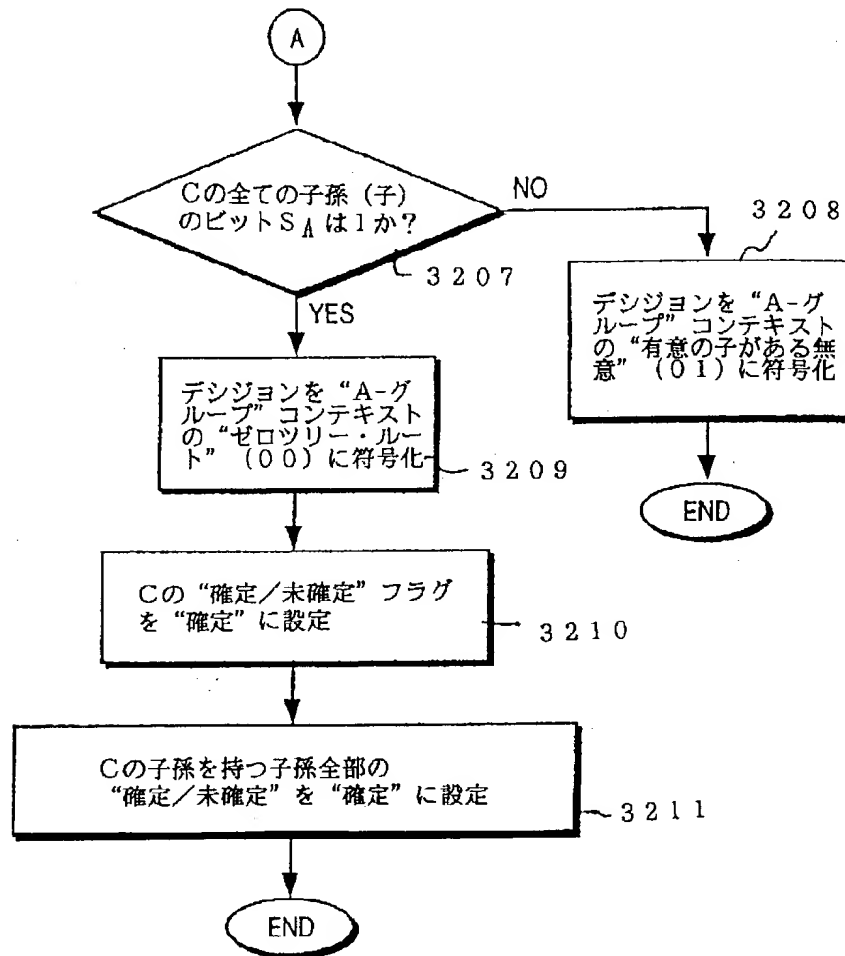 A
Cの全ての子孫（子）
のビットS_Aは1か？
NO
3207
YES
3208
デシジョンを“A-グ
ループ”コンテキスト
の“有意の子がある無
意”（01）に符号化
END
デシジョンを“A-グ
ループ”コンテキスト
の“ゼロツリー・ルー
ト”（00）に符号化
3209
Cの“確定／未確定”フラグ
を“確定”に設定
3210
Cの子孫を持つ子孫全部の
“確定／未確定”を“確定”に設定
3211
END